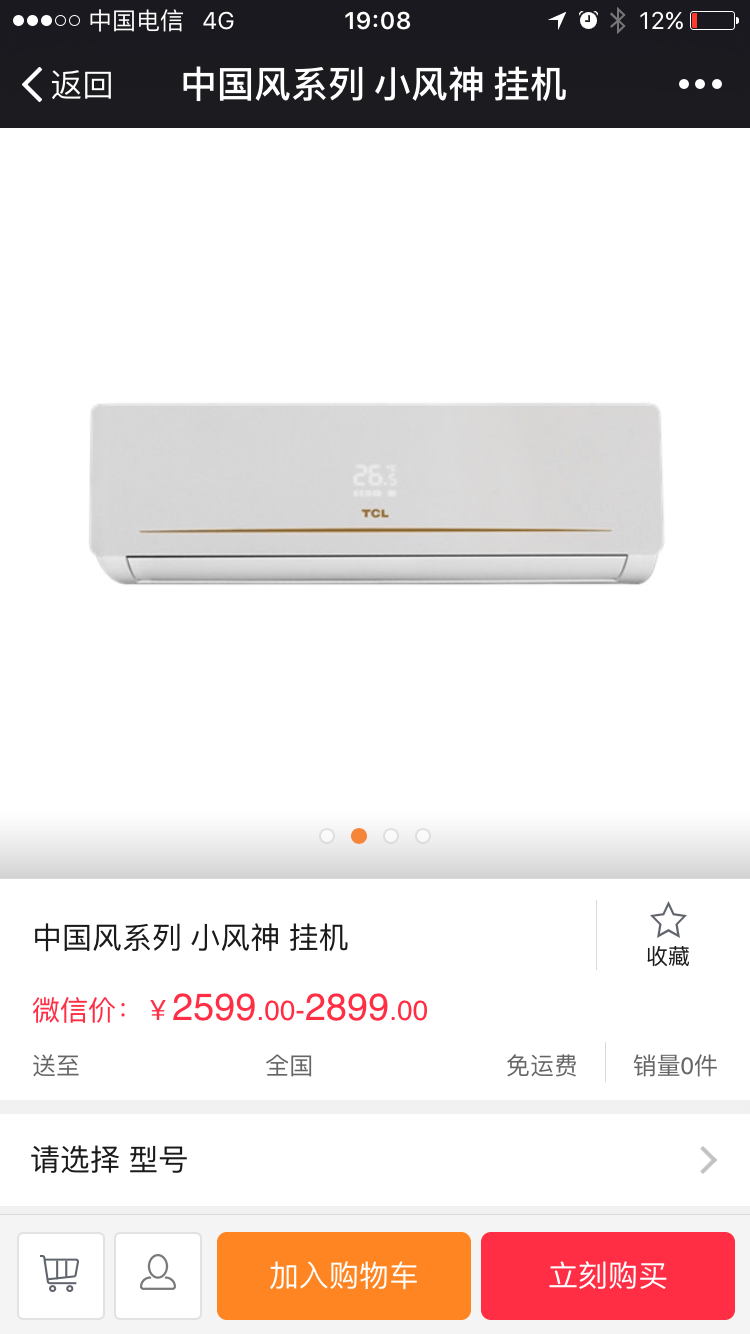 中国电信 4G 19:08 12%
返回 中国风系列 小风神 挂机
26.5
TCL
中国风系列 小风神 挂机
收藏
微信价：￥2599.00-2899.00
送至 全国 免运费 销量0件
请选择 型号
加入购物车 立刻购买